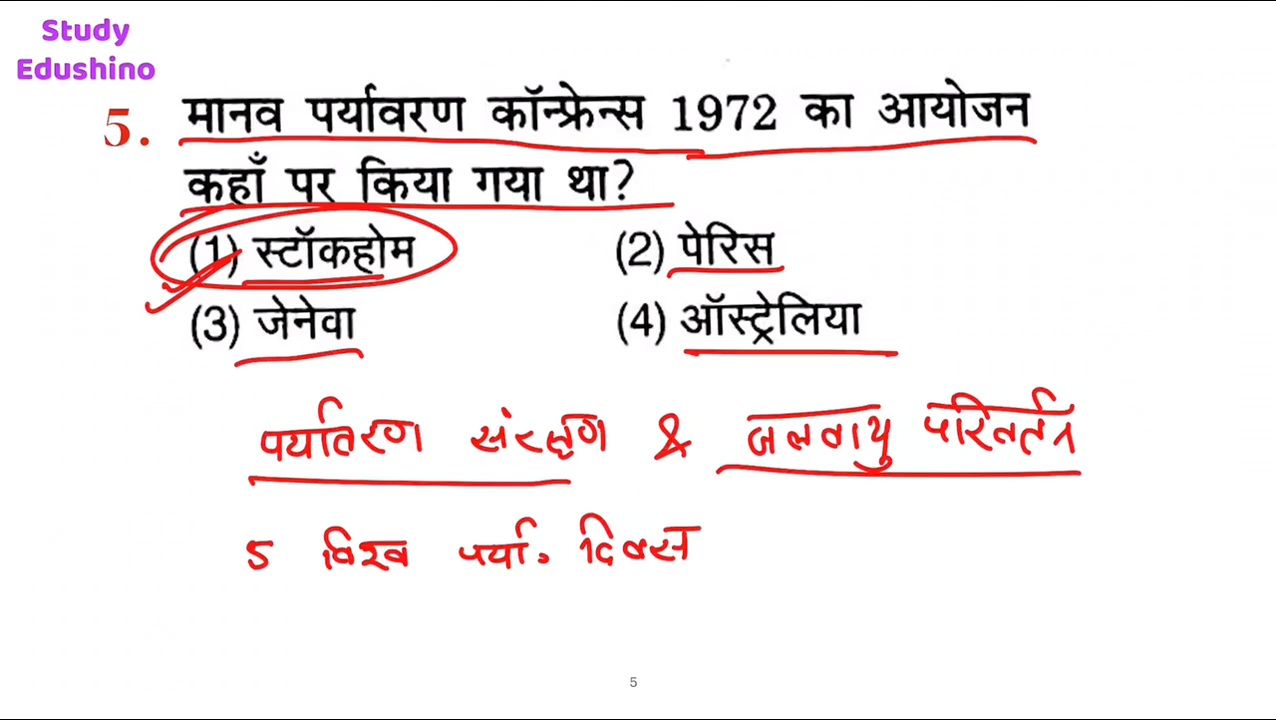 Study
Edushino
5. मानव पर्यावरण कॉन्फ्रेन्स 1972 का आयोजन
कहाँ पर किया गया था?
(1) स्टॉकहोम (2) पेरिस
(3) जेनेवा (4) ऑस्ट्रेलिया
पर्यावरण संरक्षण & जलवायु परिवर्तन
5 विश्व पर्या. दिवस
5